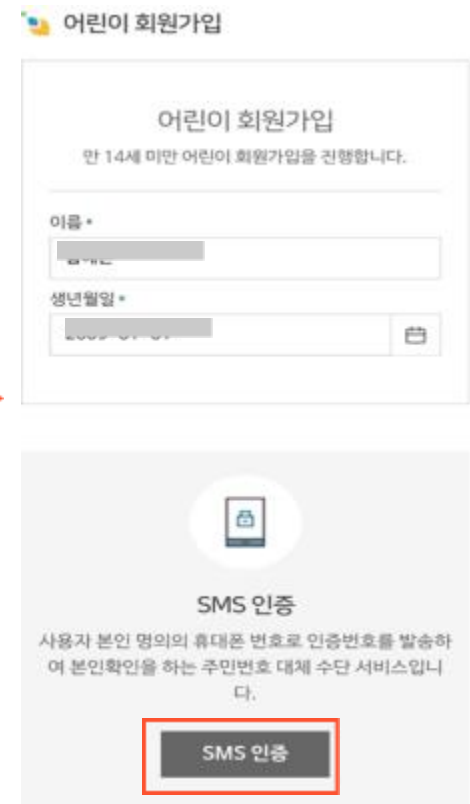 어린이 회원가입
어린이 회원가입
만 14세 미만 어린이 회원가입을 진행합니다.
이름 *
생년월일 *
SMS 인증
사용자 본인 명의의 휴대폰 번호로 인증번호를 발송하
여 본인확인을 하는 주민번호 대체 수단 서비스입니
다.
SMS 인증